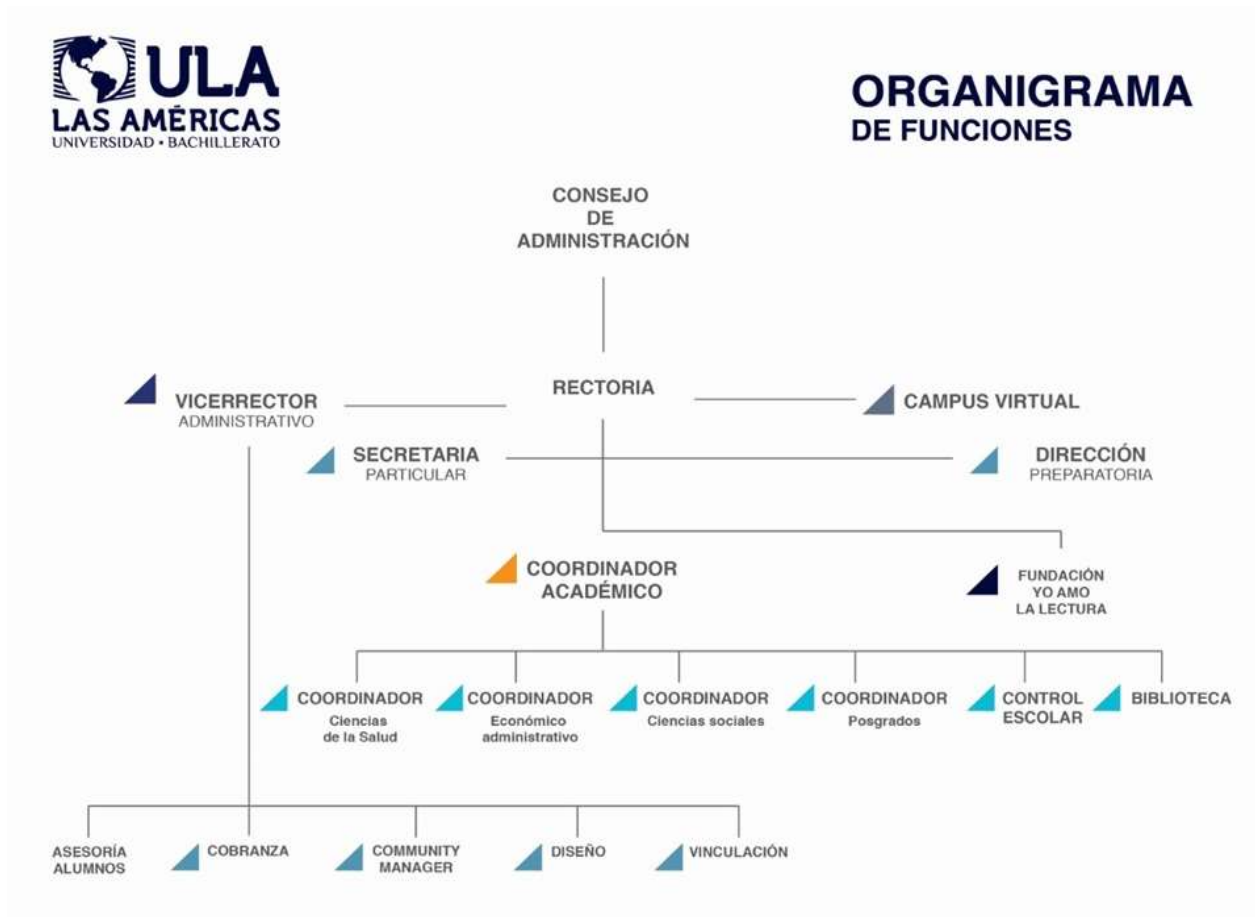 ULA
LAS AMÉRICAS
UNIVERSIDAD • BACHILLERATO
ORGANIGRAMA
DE FUNCIONES
CONSEJO
DE
ADMINISTRACIÓN
RECTORIA
VICERRECTOR
ADMINISTRATIVO
CAMPUS VIRTUAL
SECRETARIA
PARTICULAR
DIRECCIÓN
PREPARATORIA
COORDINADOR
ACADÉMICO
FUNDACIÓN
YO AMO
LA LECTURA
COORDINADOR
Ciencias
de la Salud
COORDINADOR
Económico
administrativo
COORDINADOR
Ciencias sociales
COORDINADOR
Posgrados
CONTROL
ESCOLAR
BIBLIOTECA
ASESORÍA
ALUMNOS
COBRANZA
COMMUNITY
MANAGER
DISEÑO
VINCULACIÓN